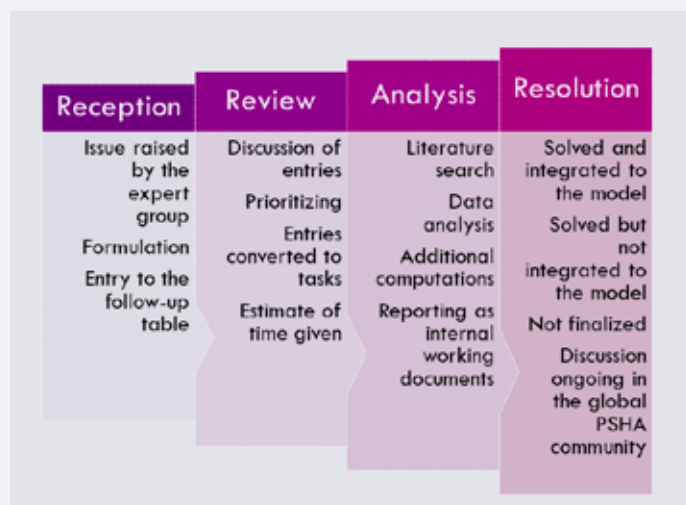 Reception
Issue raised
by the
expert
group
Formulation
Entry to the
follow-up
table
Review
Discussion of
entries
Prioritizing
Entries
converted to
tasks
Estimate of
time given
Analysis
Literature
search
Data
analysis
Additional
computations
Reporting as
internal
working
documents
Resolution
Solved and
integrated to
the model
Solved but
not
integrated to
the model
Not finalized
Discussion
ongoing in
the global
PSHA
community